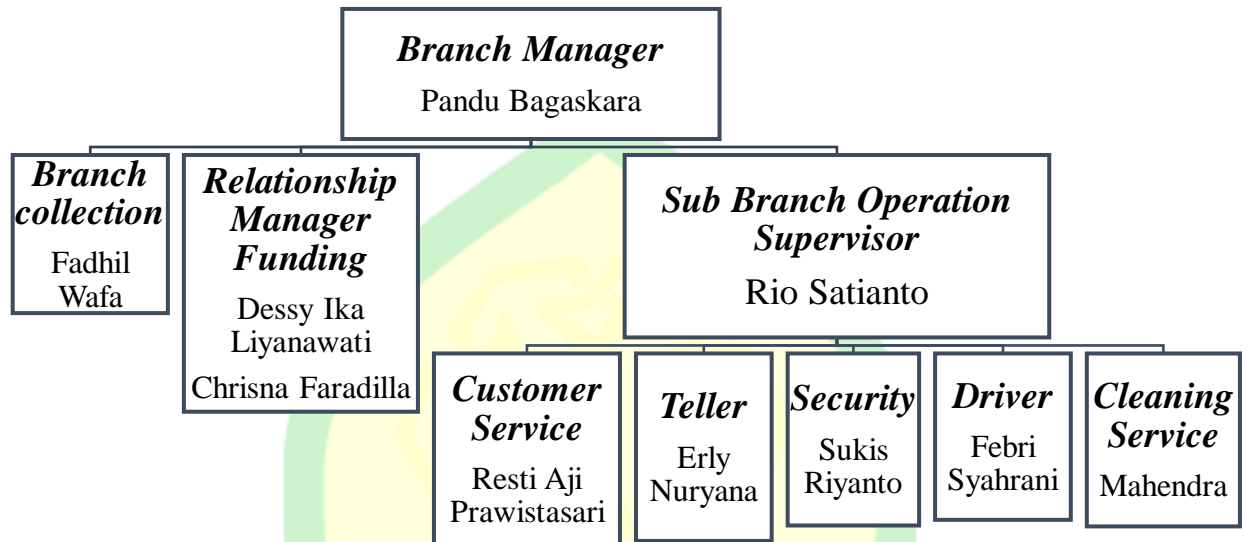 Branch Manager
Pandu Bagaskara
Branch
collection
Fadhil
Wafa
Relationship
Manager
Funding
Dessy Ika
Liyanawati
Chrisna Faradilla
Sub Branch Operation
Supervisor
Rio Satianto
Customer
Service
Resti Aji
Prawistasari
Teller
Erly
Nuryana
Security
Sukis
Riyanto
Driver
Febri
Syahrani
Cleaning
Service
Mahendra